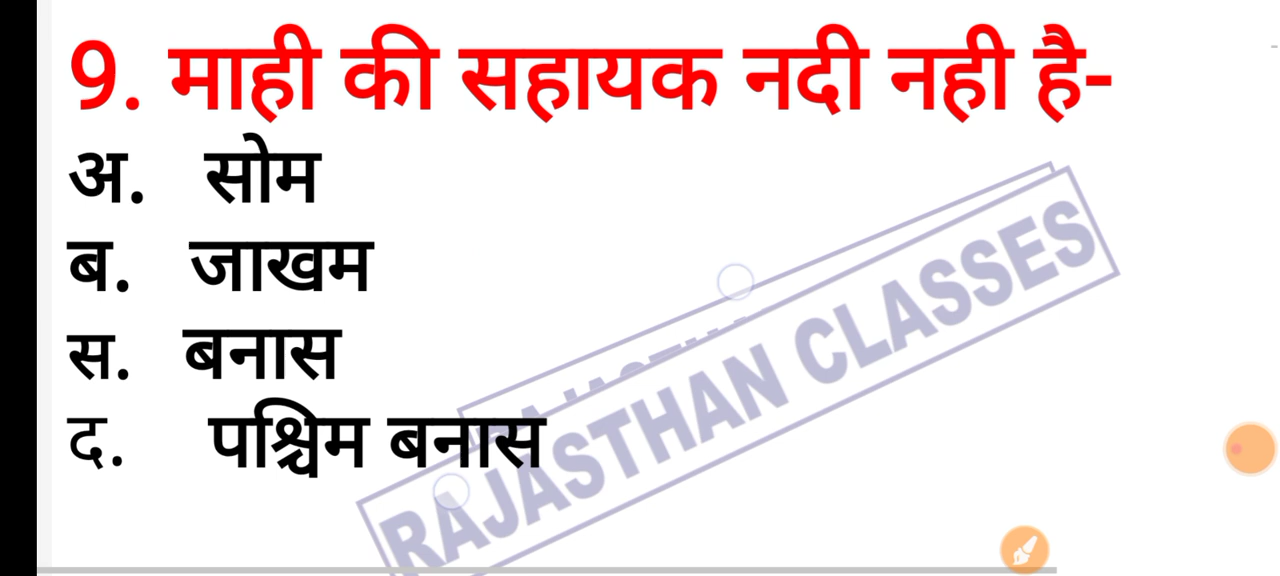 9. माही की सहायक नदी नही है-
अ. सोम
ब. जाखम
स. बनास
द. पश्चिम बनास
RAJASTHAN CLASSES